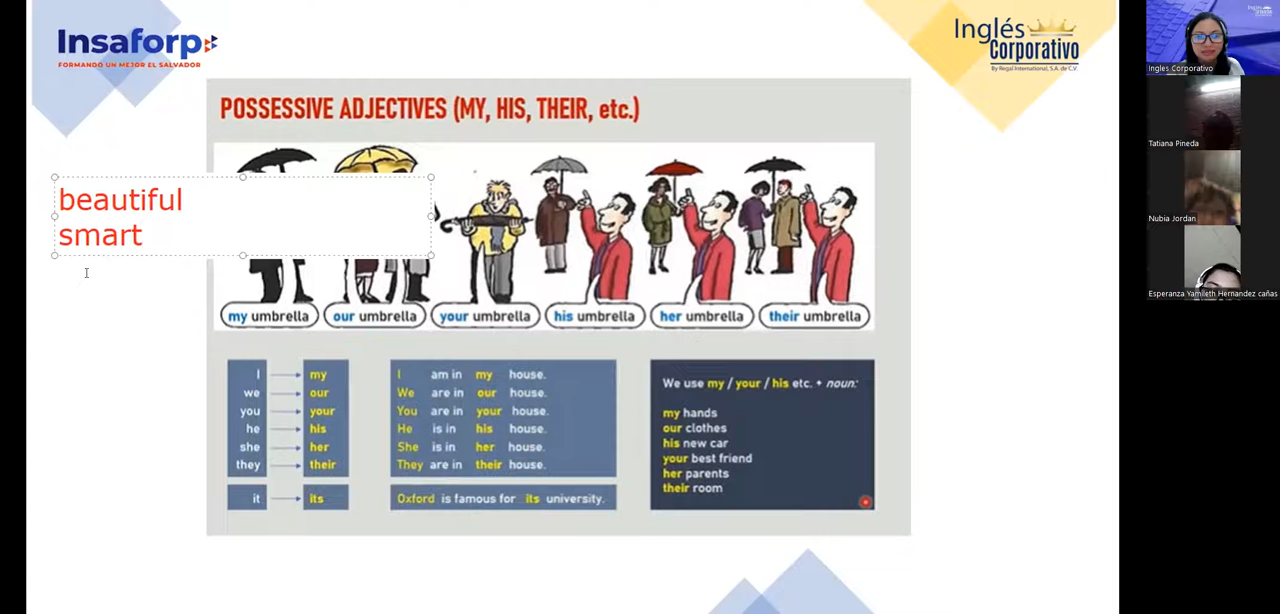 Insaforp
FORMANDO UN MEJOR EL SALVADOR
Inglés
Corporativo
By Regal International, S.A. de C.V.
POSSESSIVE ADJECTIVES (MY, HIS, THEIR, etc.)
beautiful
smart
my umbrella
our umbrella
your umbrella
his umbrella
her umbrella
their umbrella
I my
we our
you your
he his
she her
they their
it its
I am in my house.
We are in our house.
You are in your house.
He is in his house.
She is in her house.
They are in their house.
Oxford is famous for its university.
We use my / your / his etc. + noun:
my hands
our clothes
his new car
your best friend
her parents
their room
Ingles Corporativo
Tatiana Pineda
Nubia Jordan
Esperanza Yamileth Hernandez cañas